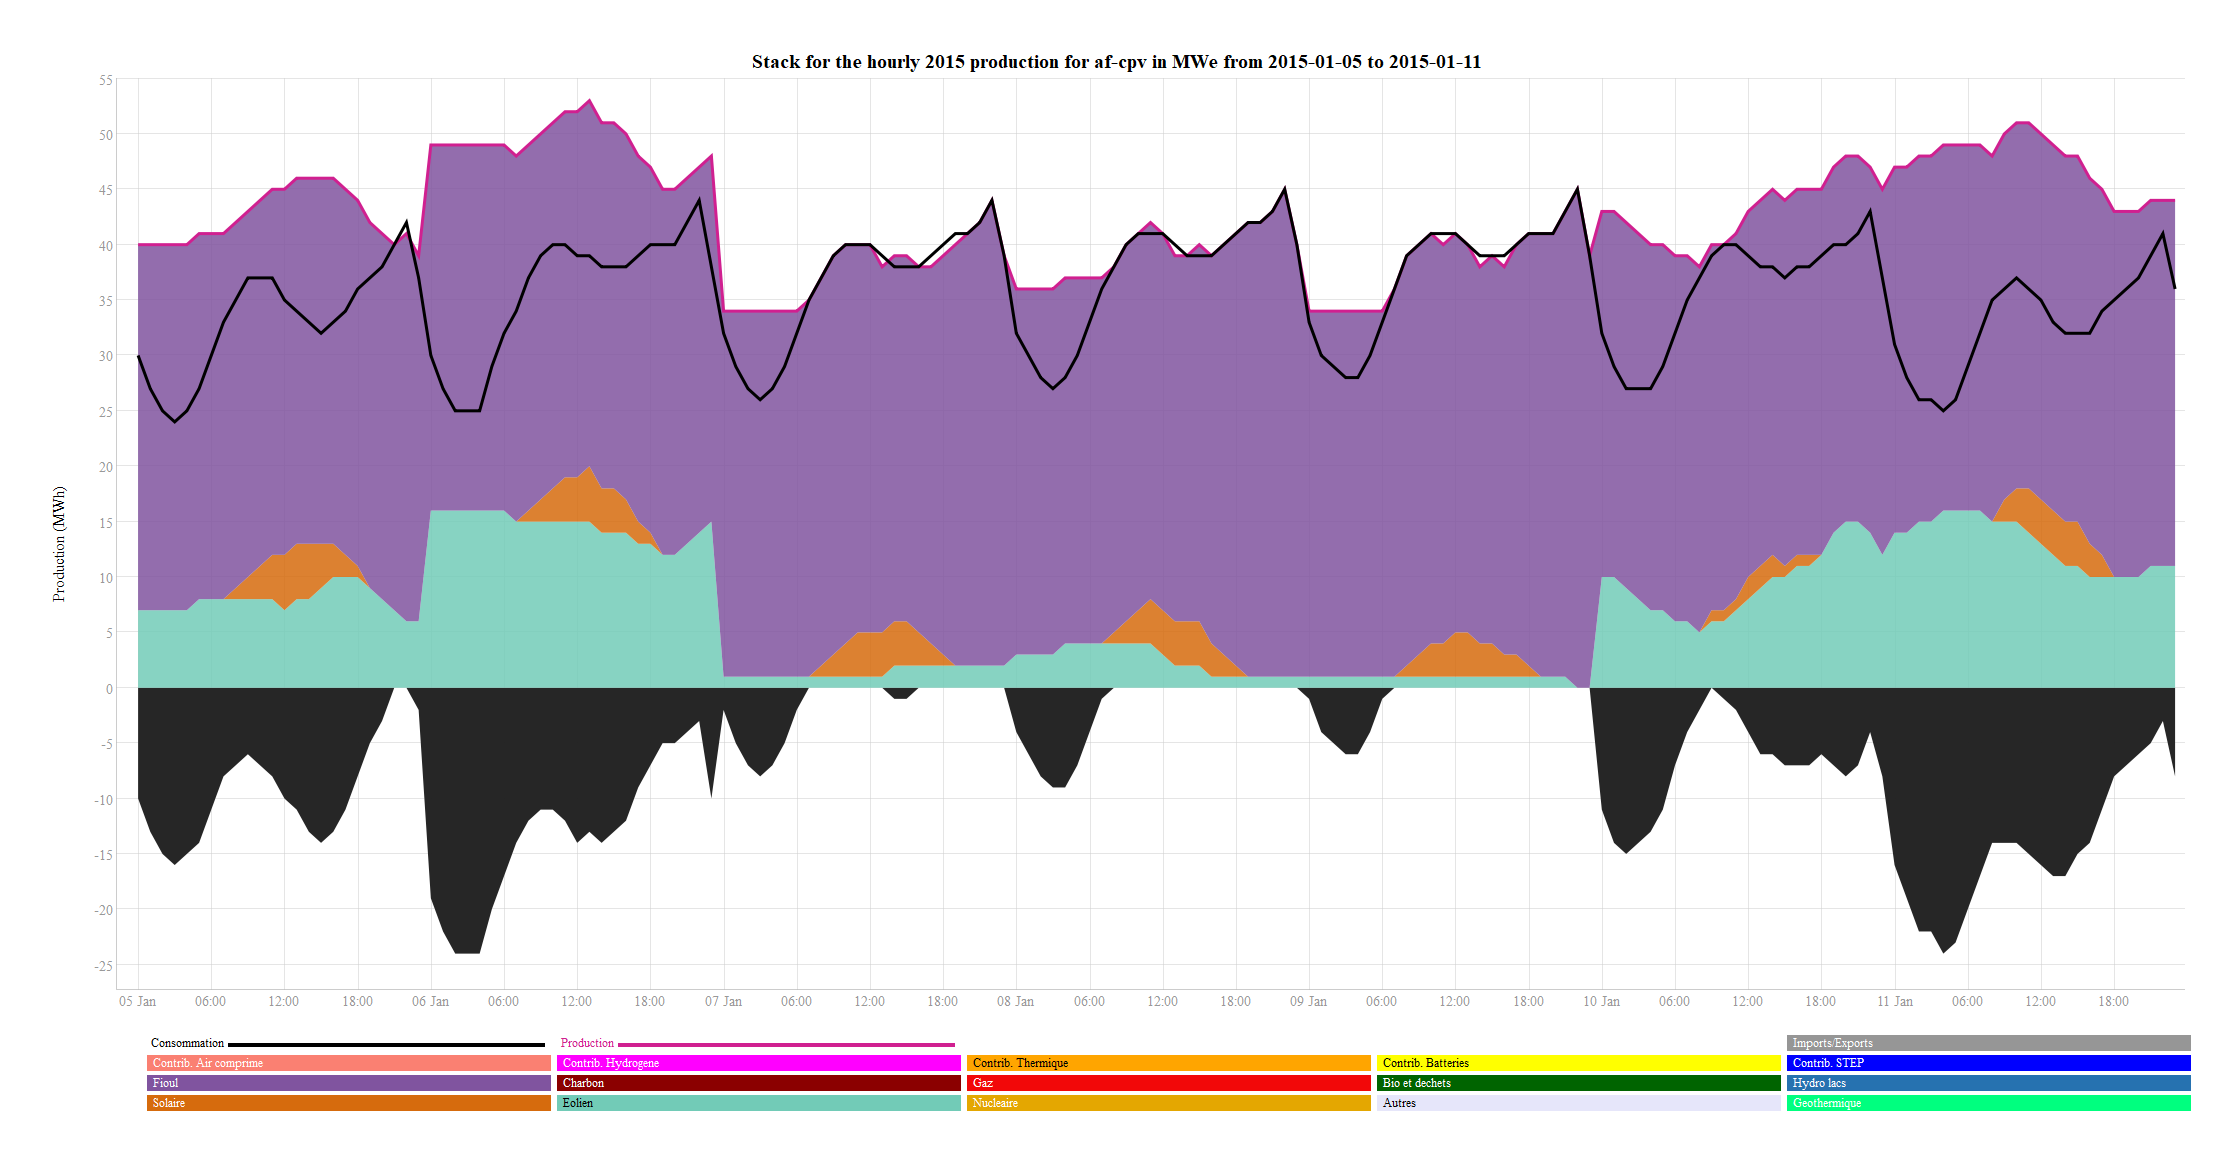 Stack for the hourly 2015 production for af-cpv in MWe from 2015-01-05 to 2015-01-11
Production (MWh)
55
50
45
40
35
30
25
20
15
10
5
0
-5
-10
-15
-20
-25
05 Jan 06:00 12:00 18:00 06 Jan 06:00 12:00 18:00 07 Jan 06:00 12:00 18:00 08 Jan 06:00 12:00 18:00 09 Jan 06:00 12:00 18:00 10 Jan 06:00 12:00 18:00 11 Jan 06:00 12:00 18:00
Consommation Production Imports/Exports
Contrib. Air comprime Contrib. Hydrogene Contrib. Thermique Contrib. Batteries Contrib. STEP
Fioul Charbon Gaz Bio et dechets Hydro lacs
Solaire Eolien Nucleaire Autres Geothermique